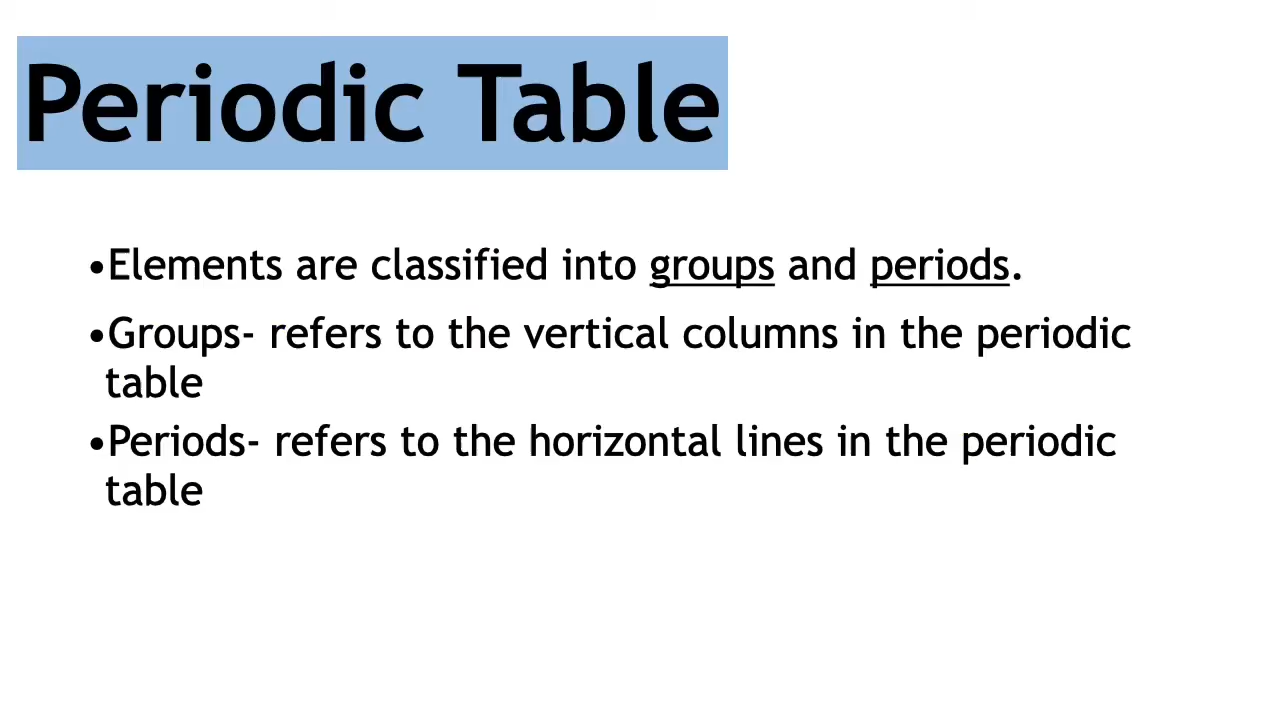 Periodic Table
•Elements are classified into groups and periods.
•Groups- refers to the vertical columns in the periodic
table
•Periods- refers to the horizontal lines in the periodic
table